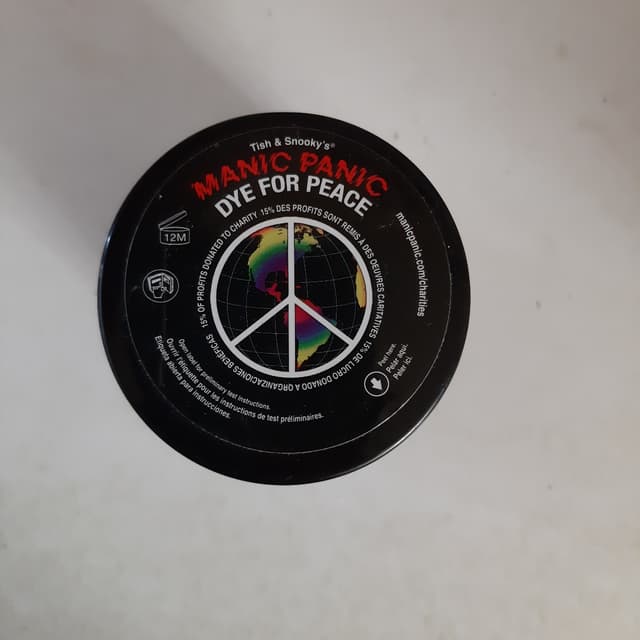 Tish & Snooky's®
MANIC PANIC
DYE FOR PEACE
15% OF PROFITS DONATED TO CHARITY .15% DES PROFITS SONT REMIS À DES OEUVRES CARITATIVES 15% DE LUCRO DONADO A ORGANIZACIONES BENEFICAS
manicpanic.com/charities
12M
Peel here.
Pelar aquí.
Peler ici.
Open label for preliminary test instructions.
Ouvrir l'étiquette pour les instructions de test préliminaires.
Etiqueta abierta para instrucciones.